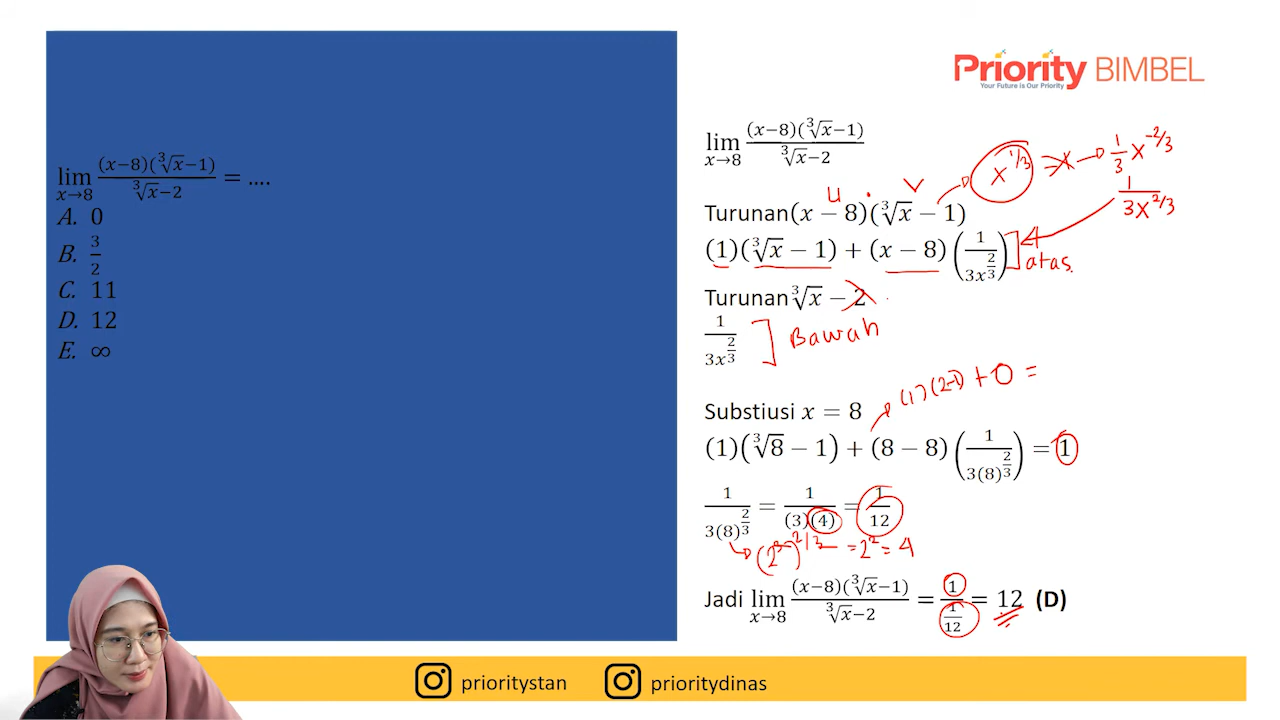 Priority BIMBEL
Your Future is Our Priority
lim x→8 (x−8)(∛x−1) / ∛x−2 = ....
A. 0
B. 3/2
C. 11
D. 12
E. ∞
lim x→8 (x−8)(∛x−1) / ∛x−2
x^1/3 ⇒ x → 1/3 x^−2/3
1 / 3x^2/3
u . v
Turunan(x − 8)(∛x − 1)
(1)(∛x − 1) + (x − 8)(1 / 3x^2/3)
atas
Turunan ∛x − 2
1 / 3x^2/3
Bawah
(1)(2-1) + 0 =
Substiusi x = 8
(1)(∛8 − 1) + (8 − 8)(1 / 3(8)^2/3) = 1
1 / 3(8)^2/3 = 1 / (3)(4) = 1 / 12
(2^3)^2/3 = 2^2 = 4
Jadi lim x→8 (x−8)(∛x−1) / ∛x−2 = 1 / (1/12) = 12 (D)
prioritystan
prioritydinas